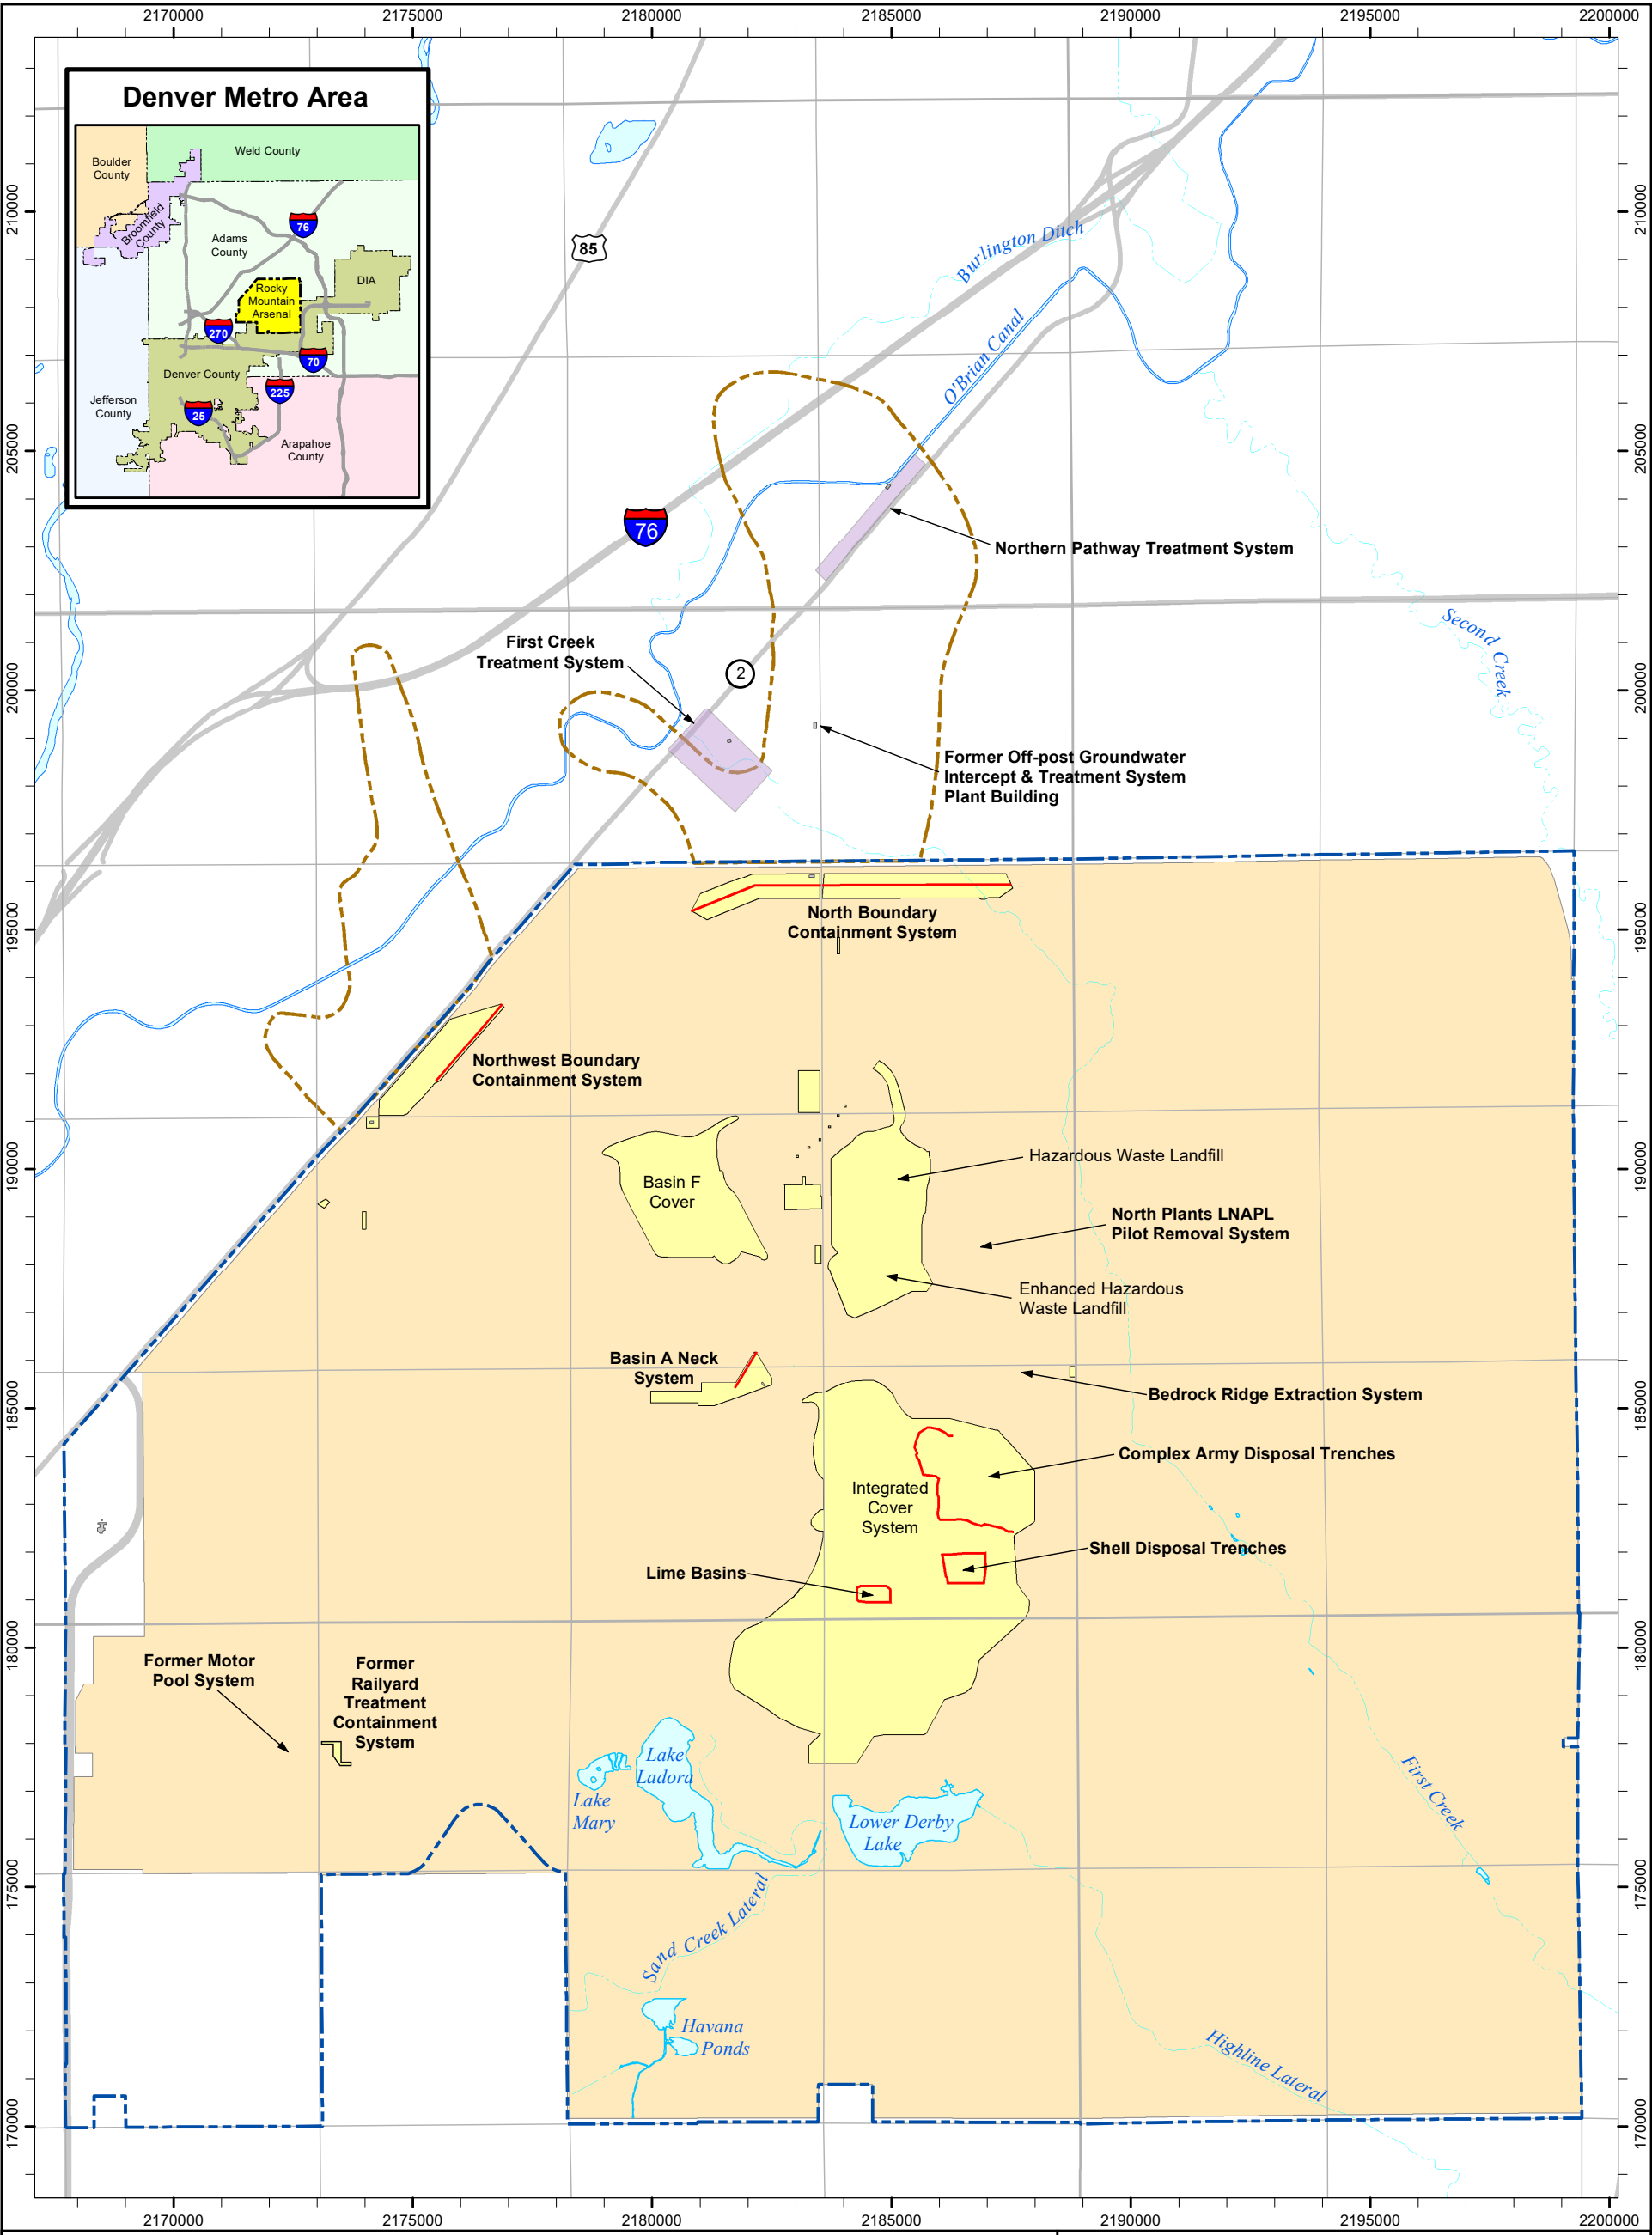 2170000 2175000 2180000 2185000 2190000 2195000 2200000
Denver Metro Area
Weld County
Boulder
County
Broomfield
County
Adams
County
76
DIA
Rocky
Mountain
Arsenal
270
70
Denver County
225
Jefferson
County
25
Arapahoe
County
85
210000
210000
Burlington Ditch
O'Brian Canal
205000
205000
76
Northern Pathway Treatment System
Second Creek
First Creek
Treatment System
2
200000
200000
Former Off-post Groundwater
Intercept & Treatment System
Plant Building
195000
195000
North Boundary
Containment System
Northwest Boundary
Containment System
190000
190000
Basin F
Cover
Hazardous Waste Landfill
North Plants LNAPL
Pilot Removal System
Enhanced Hazardous
Waste Landfill
Basin A Neck
System
Bedrock Ridge Extraction System
185000
185000
Complex Army Disposal Trenches
Integrated
Cover
System
Shell Disposal Trenches
Lime Basins
180000
180000
Former Motor
Pool System
Former
Railyard
Treatment
Containment
System
Lake
Ladora
Lake
Mary
Lower Derby
Lake
First Creek
175000
175000
Sand Creek Lateral
Havana
Ponds
Highline Lateral
170000
170000
2170000 2175000 2180000 2185000 2190000 2195000 2200000